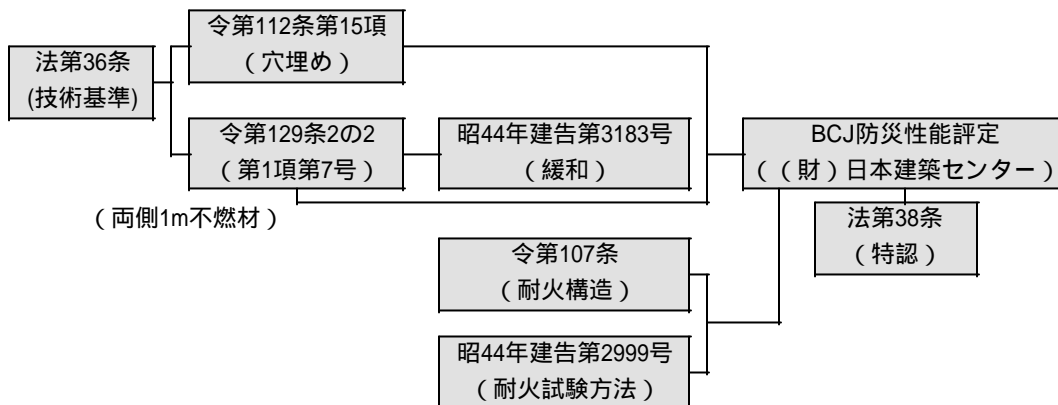 令第112条第15項
（穴埋め）
法第36条
(技術基準)
令第129条2の2
（第1項第7号）
昭44年建告第3183号
（緩和）
BCJ防災性能評定
（（財）日本建築センター）
（両側1m不燃材）
法第38条
（特認）
令第107条
（耐火構造）
昭44年建告第2999号
（耐火試験方法）